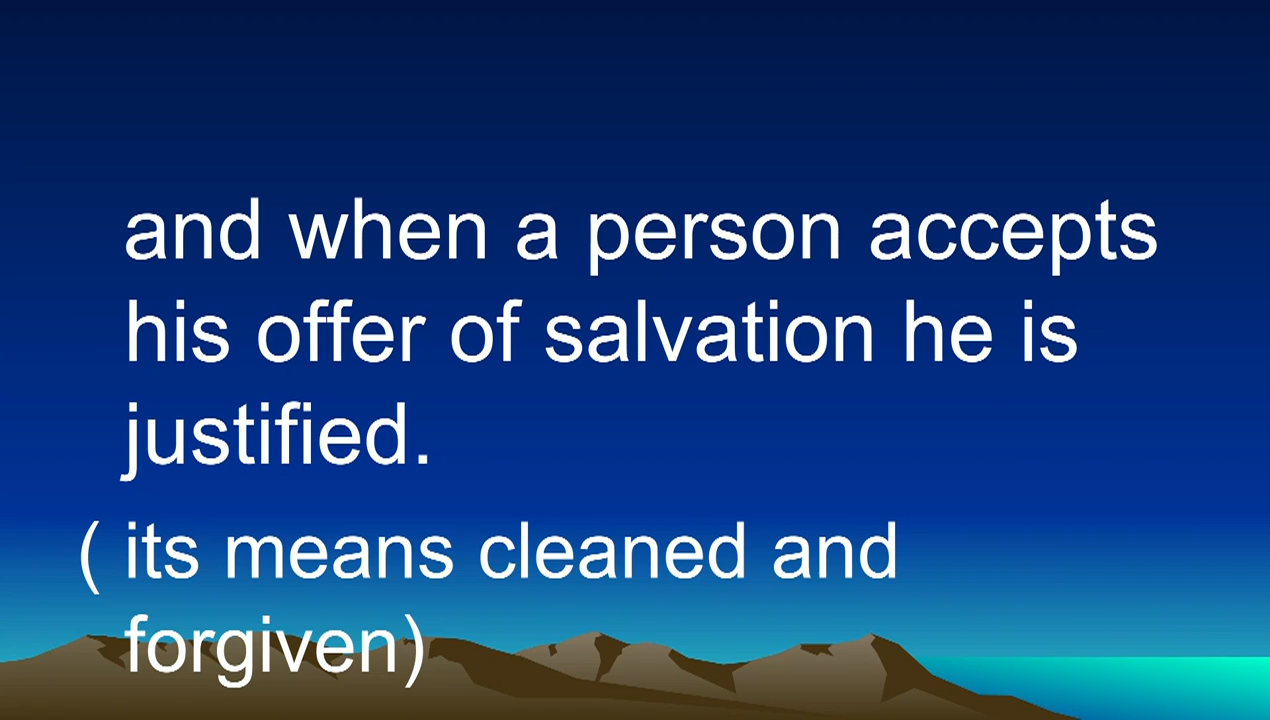 and when a person accepts
his offer of salvation he is
justified.
( its means cleaned and
forgiven)